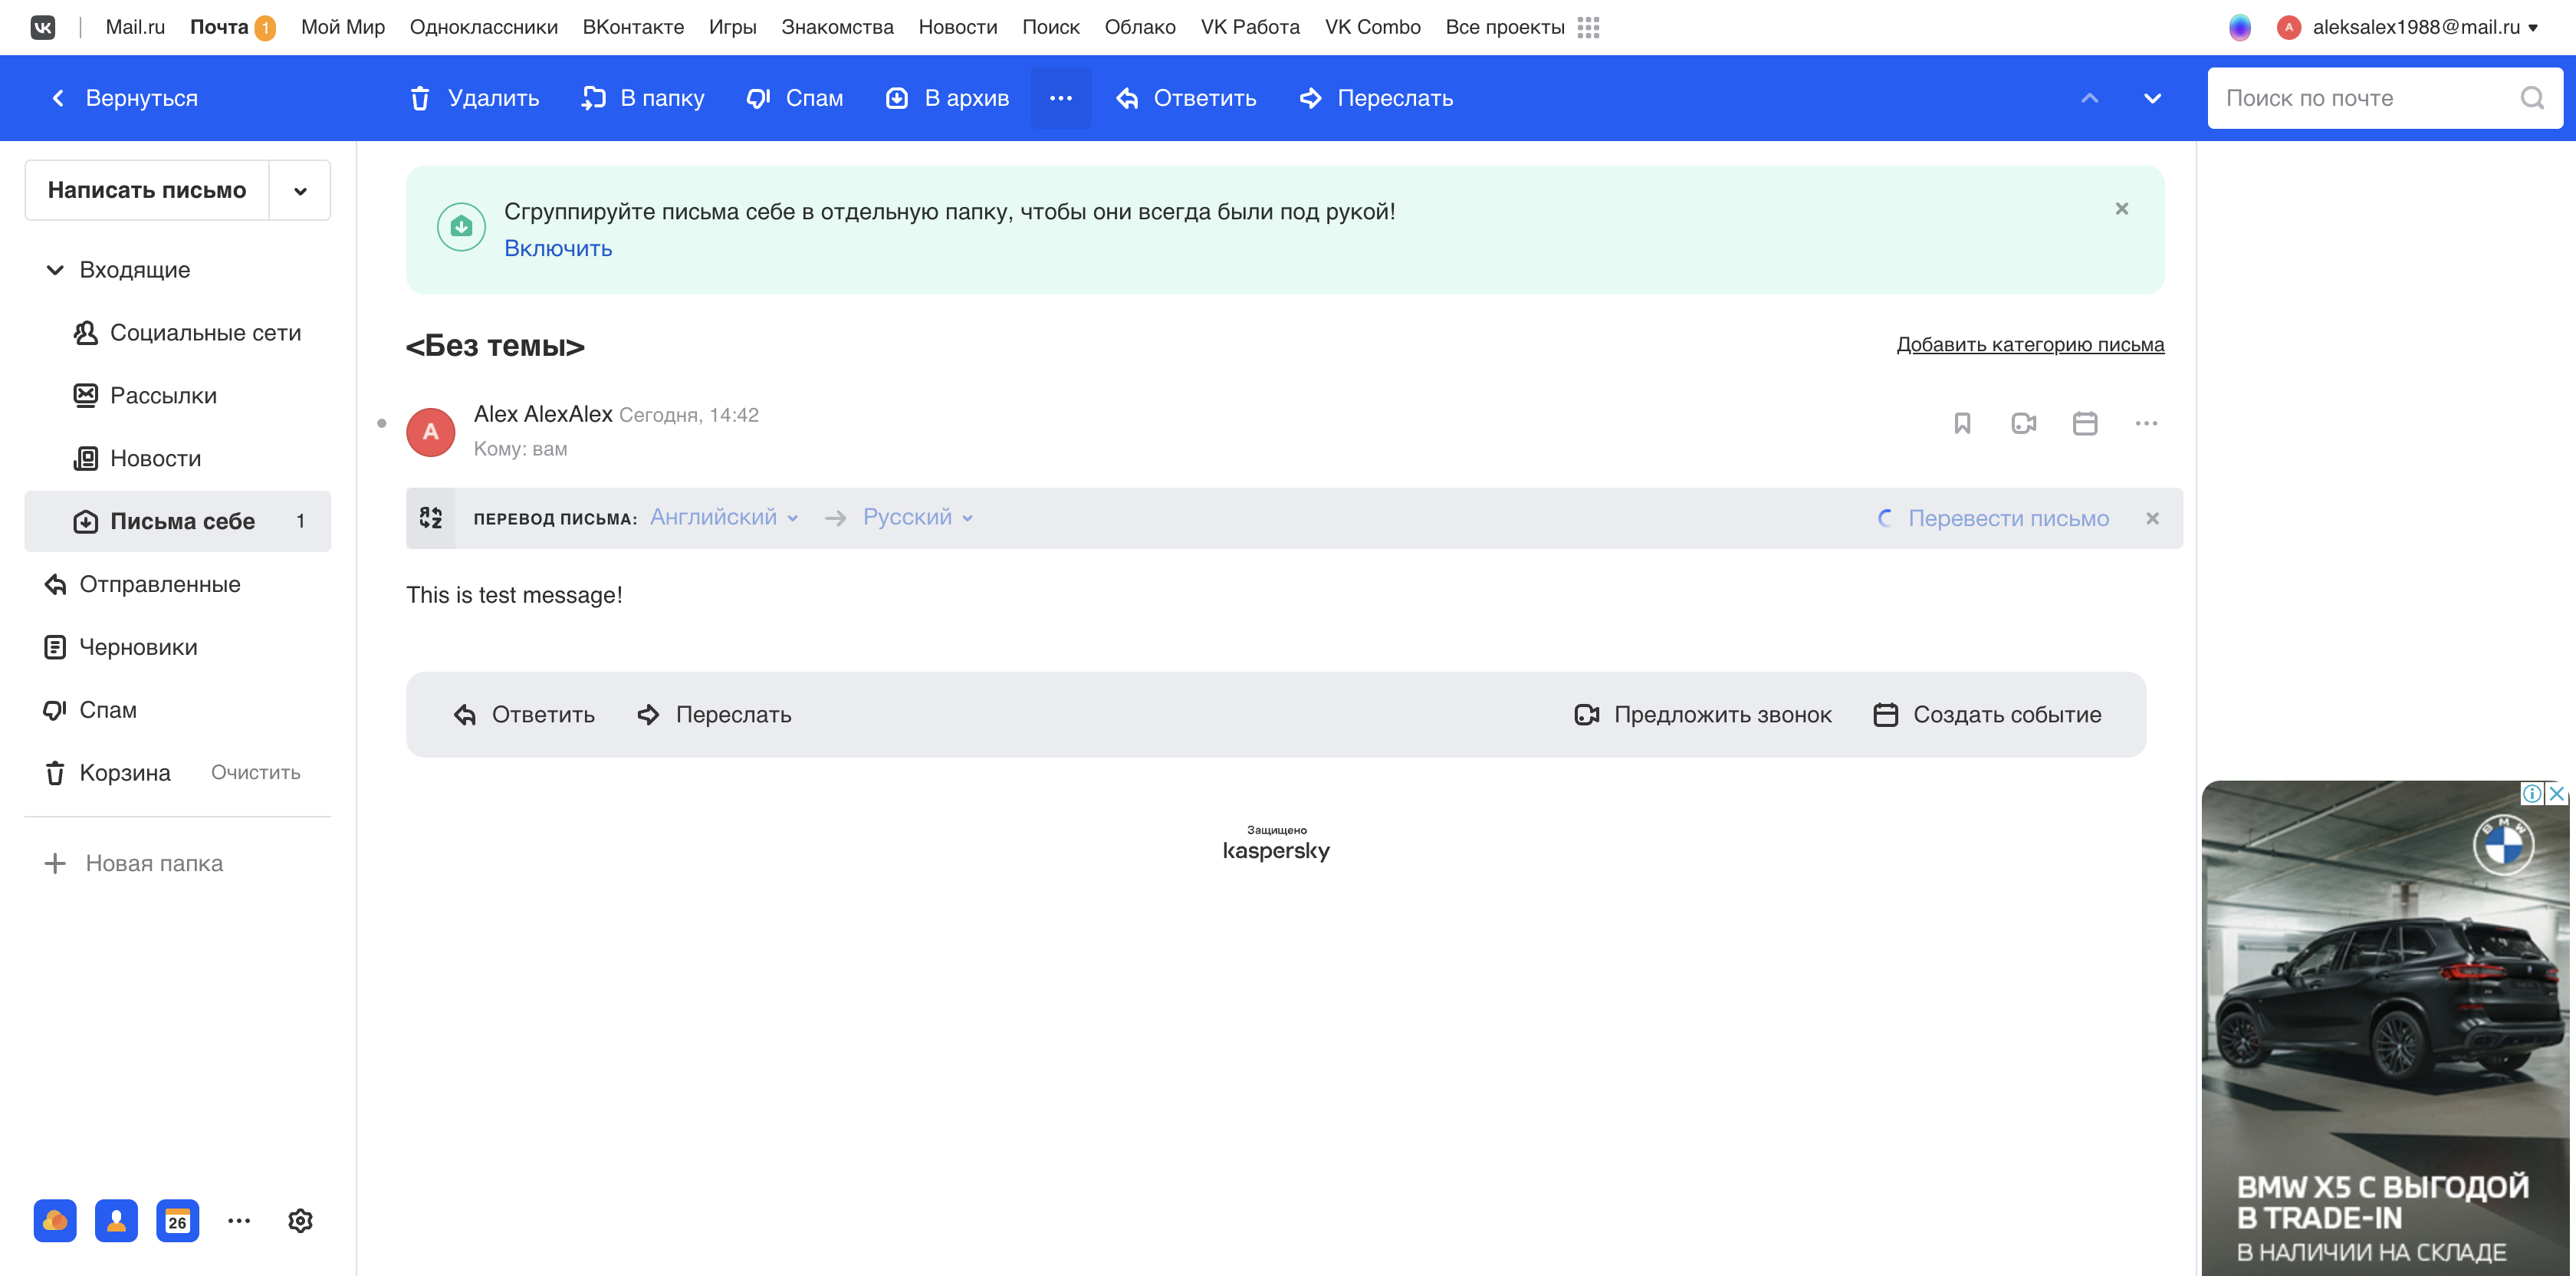 Mail.ru Почта 1 Мой Мир Одноклассники ВКонтакте Игры Знакомства Новости Поиск Облако VK Работа VK Combo Все проекты А aleksalex1988@mail.ru
Вернуться Удалить В папку Спам В архив Ответить Переслать Поиск по почте
Написать письмо
Входящие
Социальные сети
Рассылки
Новости
Письма себе 1
Отправленные
Черновики
Спам
Корзина Очистить
Новая папка
26
Сгруппируйте письма себе в отдельную папку, чтобы они всегда были под рукой!
Включить
<Без темы> Добавить категорию письма
A Alex AlexAlex Сегодня, 14:42
Кому: вам
ПЕРЕВОД ПИСЬМА: Английский → Русский Перевести письмо
This is test message!
Ответить Переслать Предложить звонок Создать событие
Защищено
kaspersky
BMW
BMW X5 С ВЫГОДОЙ
В TRADE-IN
В НАЛИЧИИ НА СКЛАДЕ